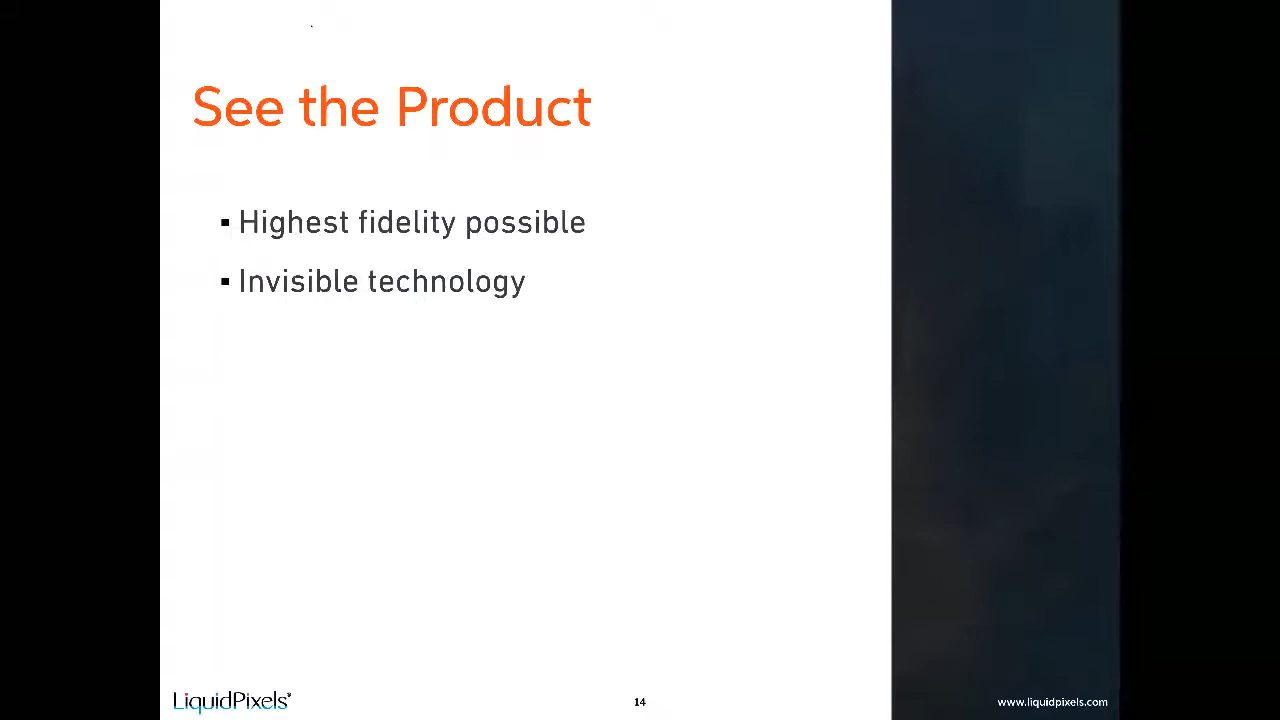 See the Product
▪ Highest fidelity possible
▪ Invisible technology
LiquidPixels
14
www.liquidpixels.com